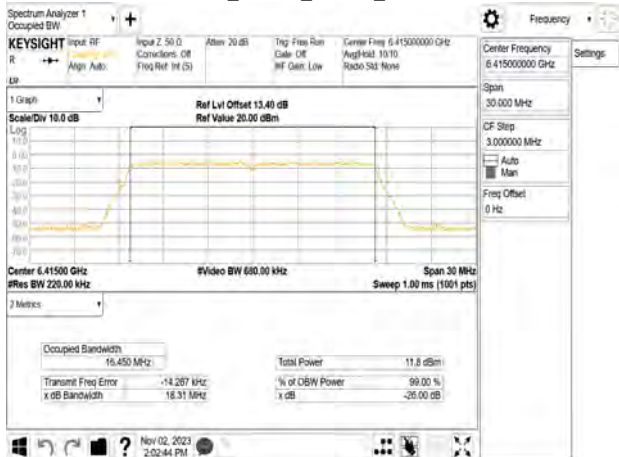 Spectrum Analyzer 1
Occupied BW
+
Frequency
KEYSIGHT
R
Input: RF
Align: Auto
Input Z: 50 Ω
Corrections: Off
Freq Ref: Int (S)
Atten: 20 dB
Trig: Free Run
Gate: Off
#IF Gain: Low
Center Freq: 6.415000000 GHz
Avg|Hold: 10/10
Radio Std: None
Center Frequency
6.415000000 GHz
Settings
Span
30.000 MHz
CF Step
3.000000 MHz
Auto
Man
Freq Offset
0 Hz
1 Graph
Scale/Div 10.0 dB
Ref Lvl Offset 13.40 dB
Ref Value 20.00 dBm
Log
Center 6.41500 GHz
#Res BW 220.00 kHz
#Video BW 680.00 kHz
Span 30 MHz
Sweep 1.00 ms (1001 pts)
2 Metrics
Occupied Bandwidth
16.450 MHz
Total Power
11.8 dBm
Transmit Freq Error
-14.287 kHz
% of OBW Power
99.00 %
x dB Bandwidth
18.31 MHz
x dB
-26.00 dB
?
Nov 02, 2023
2:02:44 PM